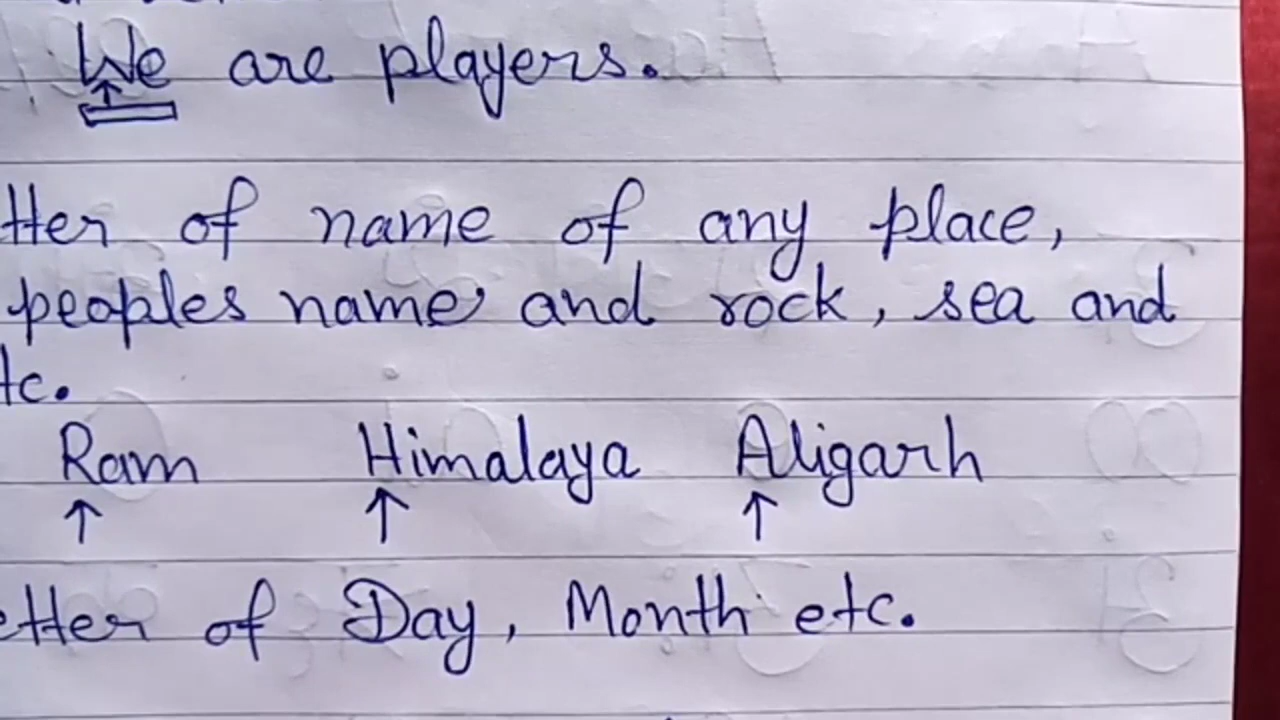 We are players.
tter of name of any place,
peoples name and rock, sea and
tc.
Ram Himalaya Aligarh
etter of Day, Month etc.